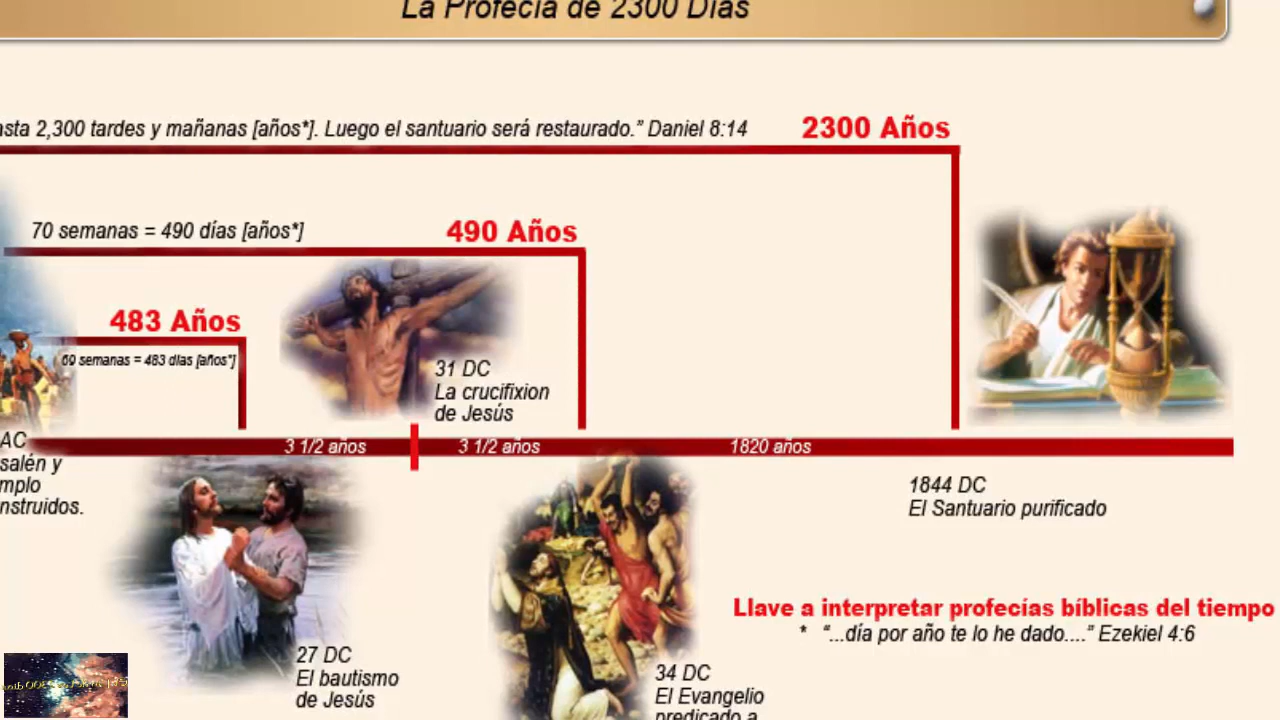 La Profecía de 2300 Días
asta 2,300 tardes y mañanas [años*]. Luego el santuario será restaurado.” Daniel 8:14
2300 Años
70 semanas = 490 días [años*]
490 Años
483 Años
69 semanas = 483 días [años*]
31 DC
La crucifixion
de Jesús
3 1/2 años
3 1/2 años
1820 años
AC
salén y
mplo
nstruidos.
1844 DC
El Santuario purificado
27 DC
El bautismo
de Jesús
34 DC
El Evangelio
predicado a
Llave a interpretar profecías bíblicas del tiempo
* “...día por año te lo he dado....” Ezekiel 4:6